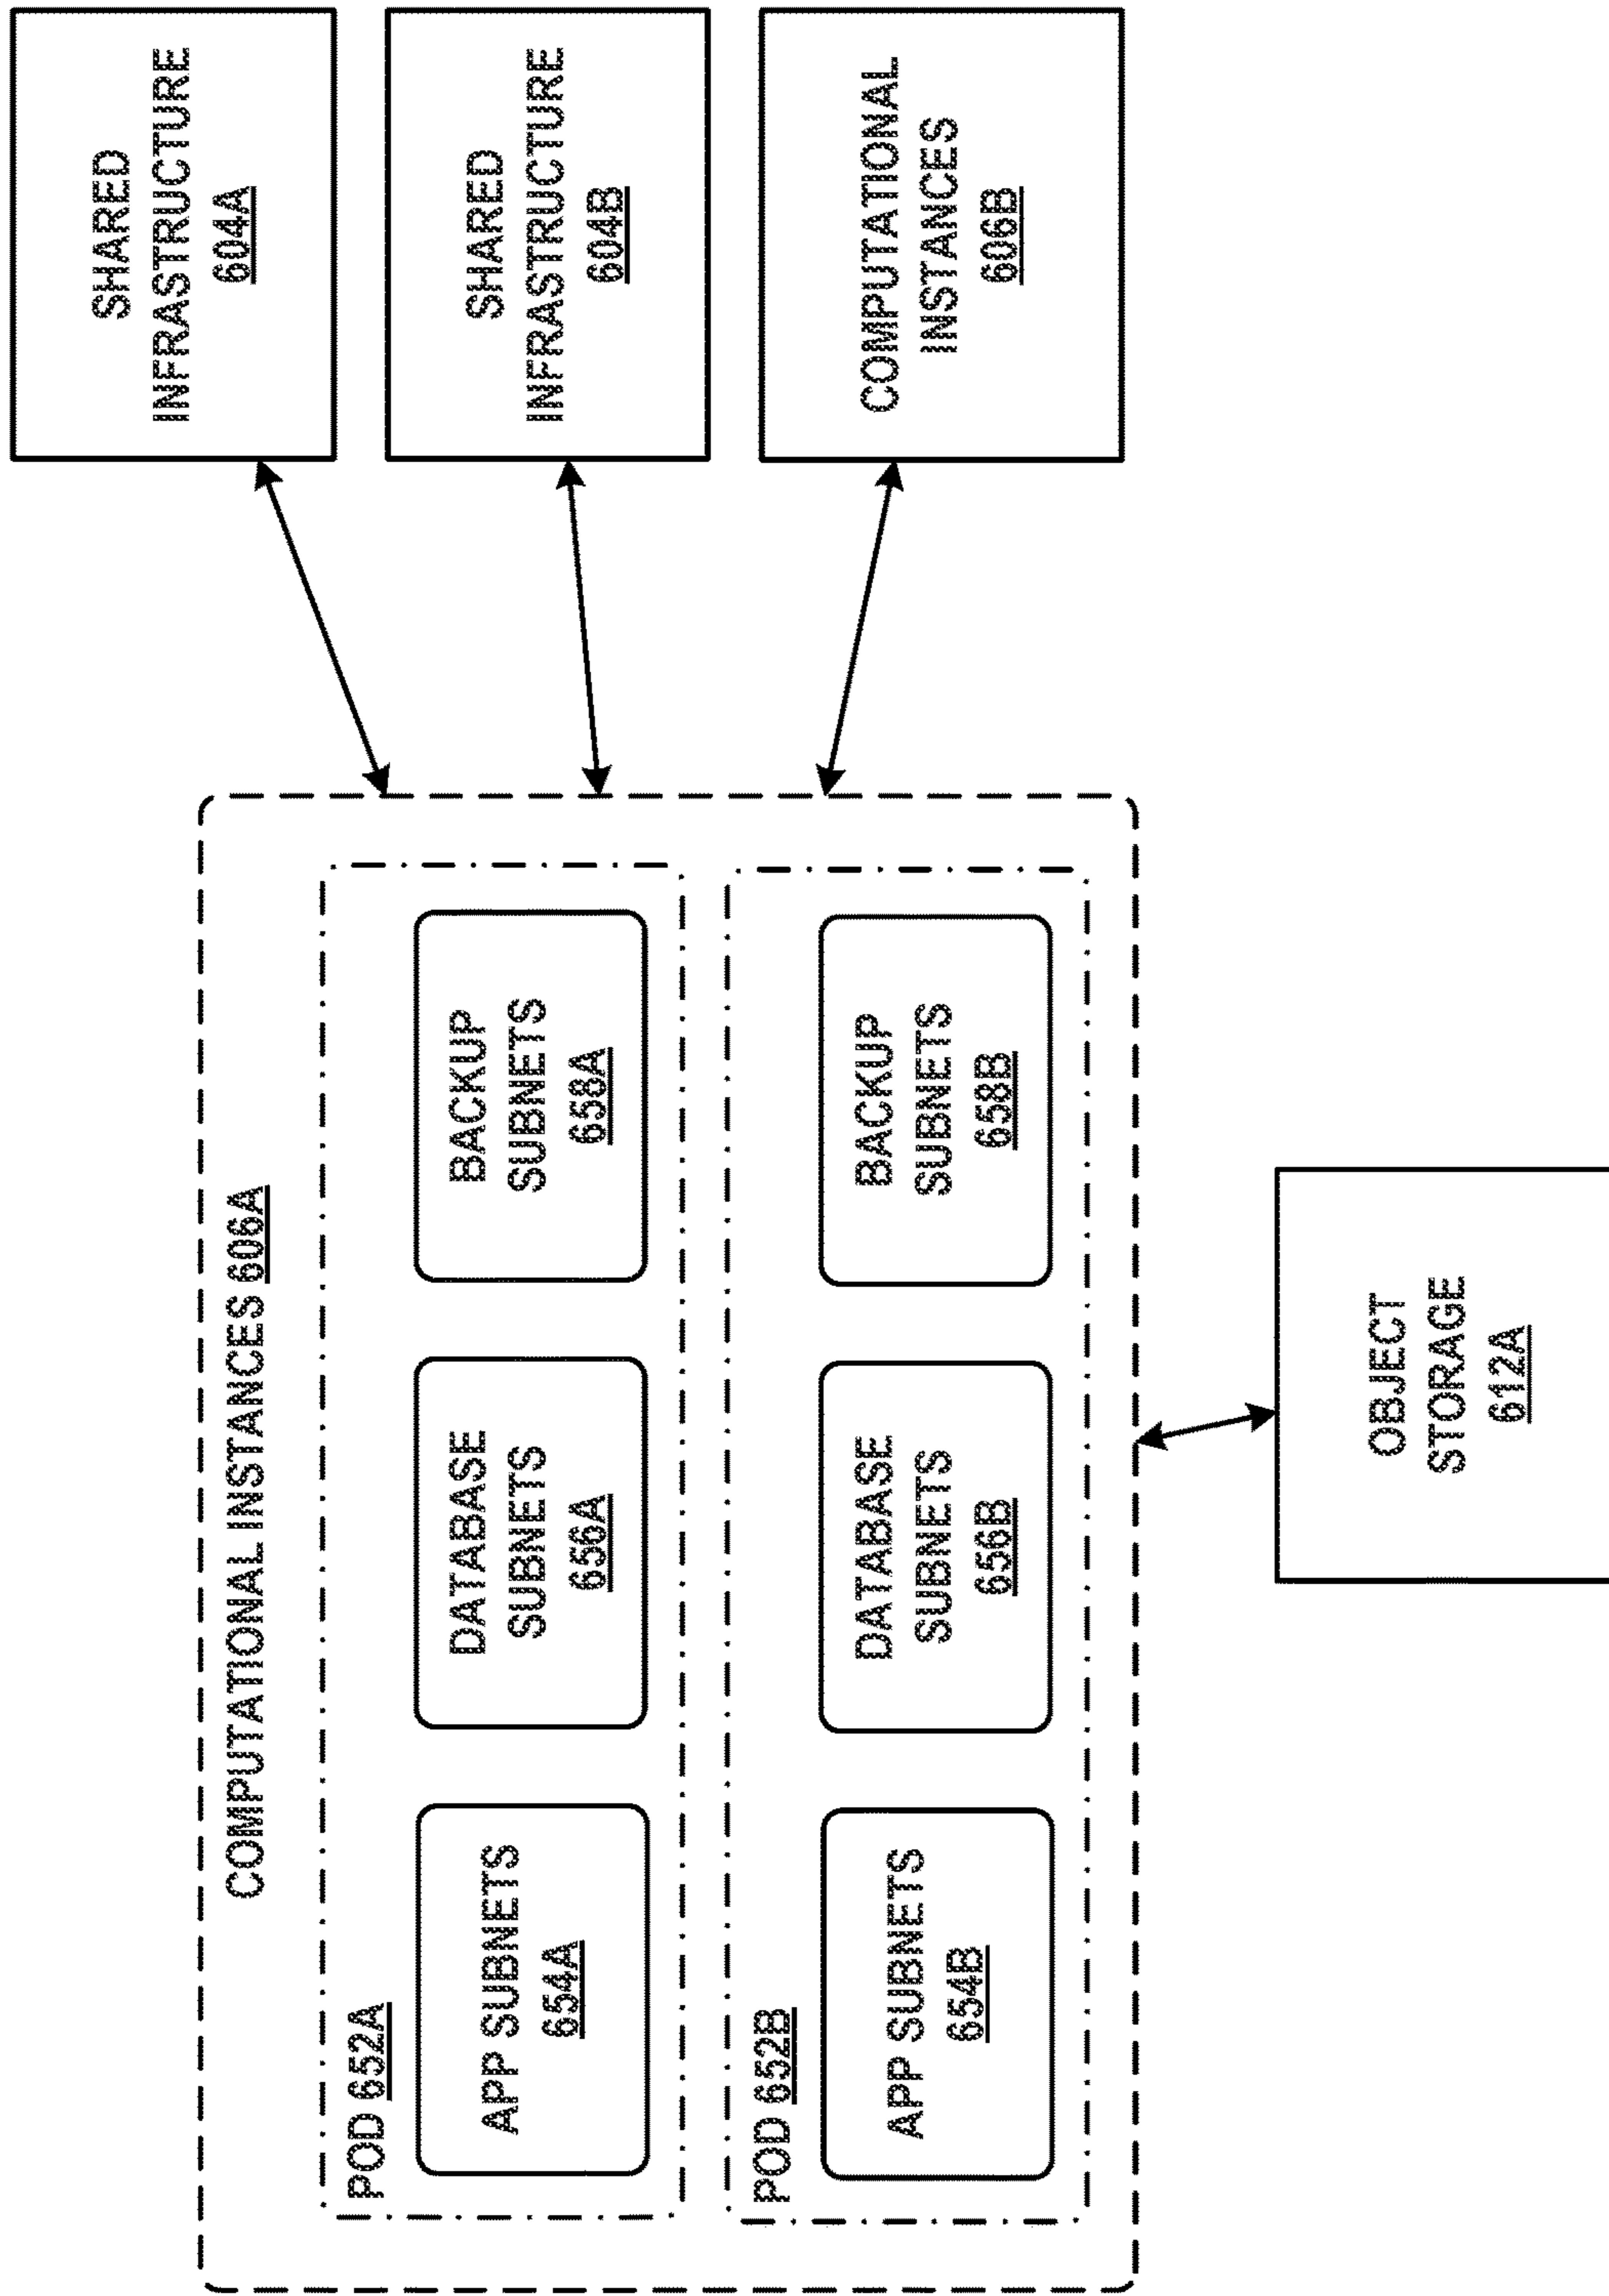 COMPUTATIONAL INSTANCES 606A
POD 652A
APP SUBNETS
654A
DATABASE
SUBNETS
656A
BACKUP
SUBNETS
658A
POD 652B
APP SUBNETS
654B
DATABASE
SUBNETS
656B
BACKUP
SUBNETS
658B
SHARED
INFRASTRUCTURE
604A
SHARED
INFRASTRUCTURE
604B
COMPUTATIONAL
INSTANCES
606B
OBJECT
STORAGE
612A